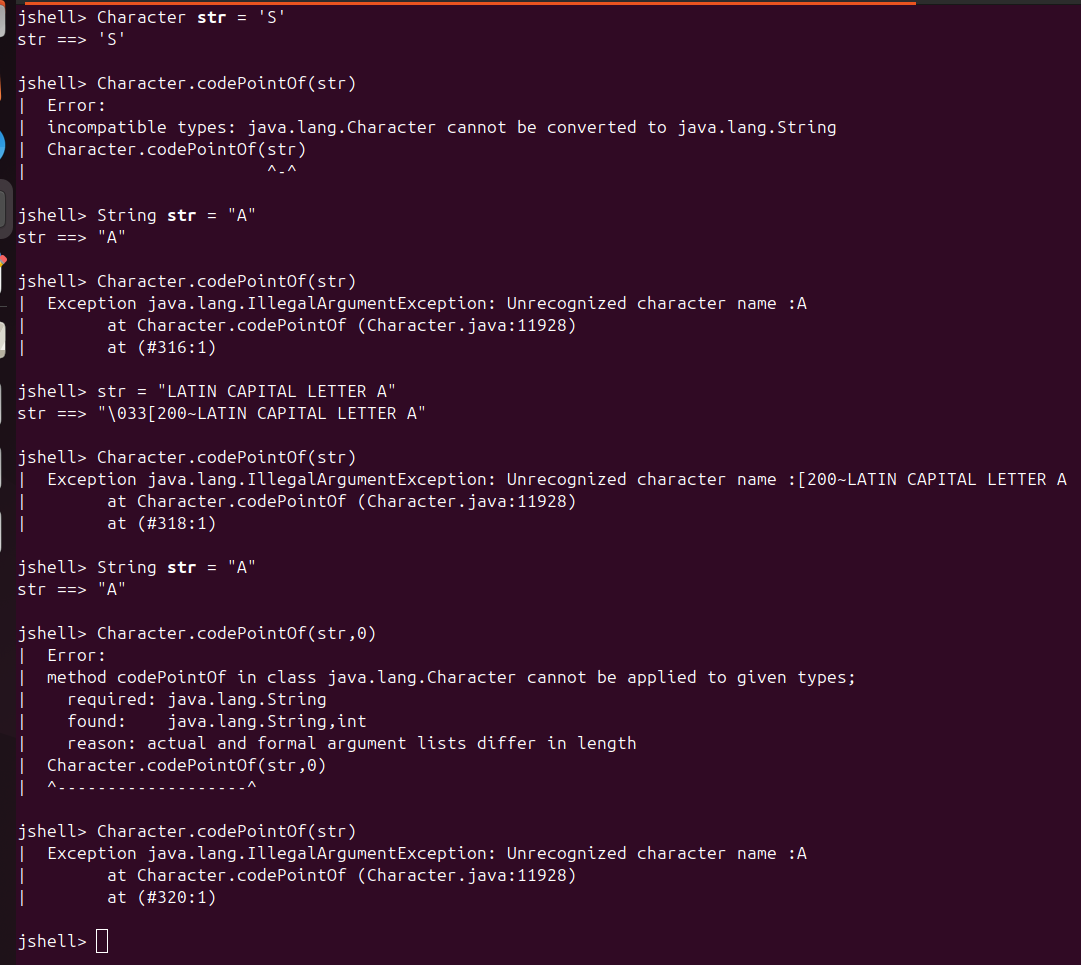 jshell> Character str = 'S'
str ==> 'S'
jshell> Character.codePointOf(str)
|  Error:
|  incompatible types: java.lang.Character cannot be converted to java.lang.String
|  Character.codePointOf(str)
|                        ^-^
jshell> String str = "A"
str ==> "A"
jshell> Character.codePointOf(str)
|  Exception java.lang.IllegalArgumentException: Unrecognized character name :A
|        at Character.codePointOf (Character.java:11928)
|        at (#316:1)
jshell> str = "LATIN CAPITAL LETTER A"
str ==> "\033[200~LATIN CAPITAL LETTER A"
jshell> Character.codePointOf(str)
|  Exception java.lang.IllegalArgumentException: Unrecognized character name :[200~LATIN CAPITAL LETTER A
|        at Character.codePointOf (Character.java:11928)
|        at (#318:1)
jshell> String str = "A"
str ==> "A"
jshell> Character.codePointOf(str,0)
|  Error:
|  method codePointOf in class java.lang.Character cannot be applied to given types;
|    required: java.lang.String
|    found:    java.lang.String,int
|    reason: actual and formal argument lists differ in length
|  Character.codePointOf(str,0)
|  ^-------------------^
jshell> Character.codePointOf(str)
|  Exception java.lang.IllegalArgumentException: Unrecognized character name :A
|        at Character.codePointOf (Character.java:11928)
|        at (#320:1)
jshell>